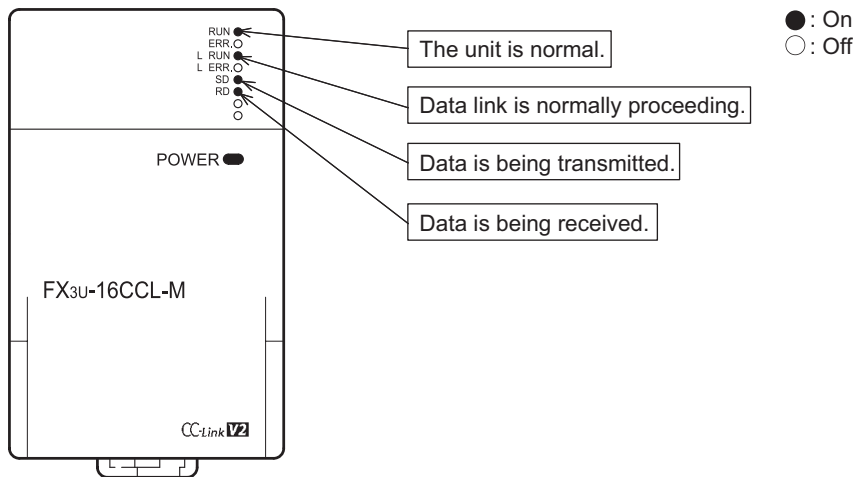 RUN
ERR.
L RUN
L ERR.
SD
RD
POWER
FX3U-16CCL-M
CC-Link V2
The unit is normal.
Data link is normally proceeding.
Data is being transmitted.
Data is being received.
: On
: Off